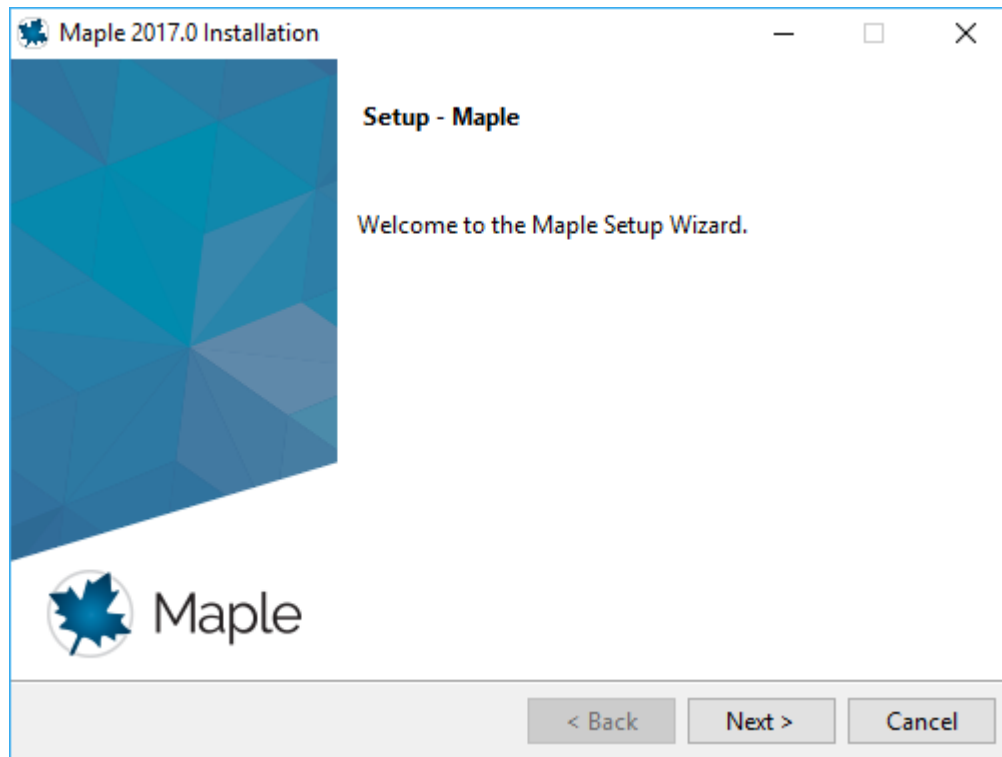 Maple 2017.0 Installation
Setup - Maple
Welcome to the Maple Setup Wizard.
Maple
< Back
Next >
Cancel